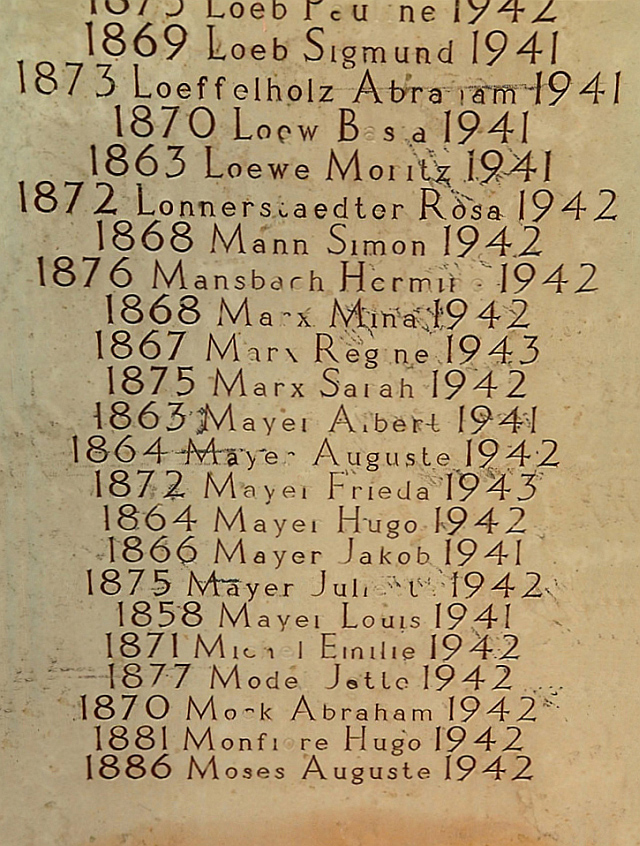 1875 Loeb 1942
1869 Loeb Sigmund 1941
1873 Loeffelholz Abraham 1941
1870 Loew 1941
1863 Loewe Moritz 1941
1872 Lonnerstaedter Rosa 1942
1868 Mann Simon 1942
1876 Mansbach 1942
1868 Marx Mina 1942
1867 Marx Regine 1943
1875 Marx Sarah 1942
1863 Mayer Albert 1941
1864 Mayer Auguste 1942
1872 Mayer Frieda 1943
1864 Mayer Hugo 1942
1866 Mayer Jakob 1941
1875 Mayer 1942
1858 Mayer Louis 1941
1871 Emilie 1942
1877 Mode Jette 1942
1870 Abraham 1942
1881 Hugo 1942
1886 Moses Auguste 1942